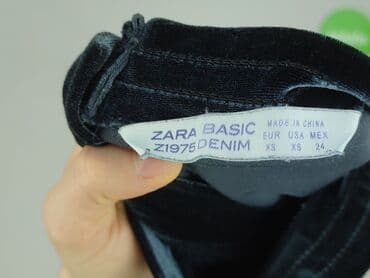 ZARA BASIC
Z1975 DENIM
MADE IN CHINA
EUR USA MEX
XS XS 24